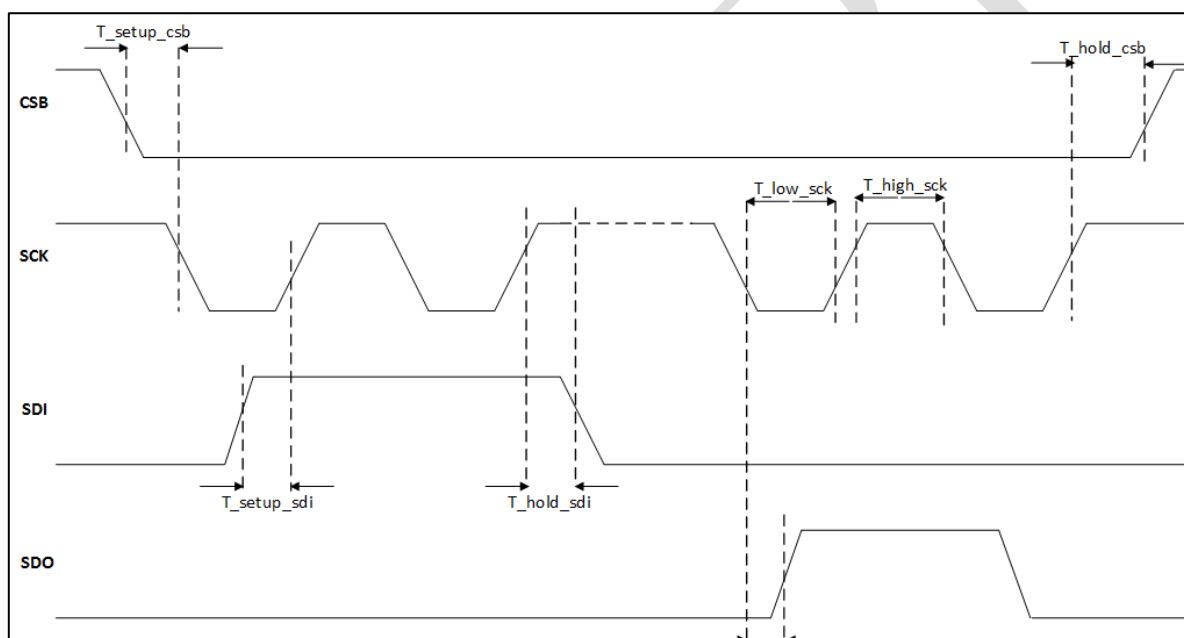 T_setup_csb
T_hold_csb
CSB
T_low_sck
T_high_sck
SCK
SDI
T_setup_sdi
T_hold_sdi
SDO